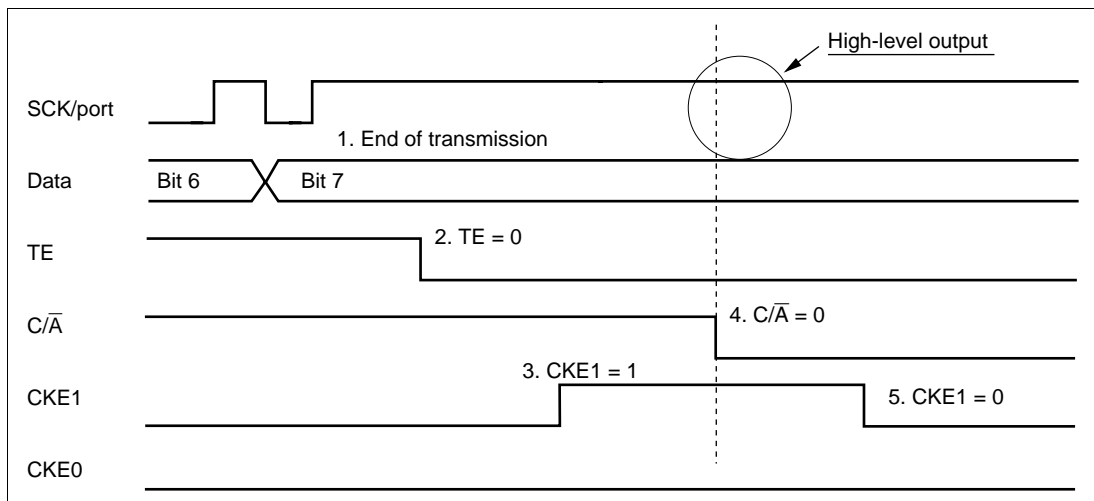 High-level output
SCK/port
1. End of transmission
Data
Bit 6
Bit 7
TE
2. TE = 0
C/A̅
4. C/A̅ = 0
CKE1
3. CKE1 = 1
5. CKE1 = 0
CKE0